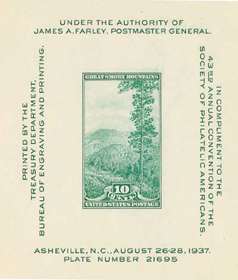 UNDER THE AUTHORITY OF
JAMES A. FARLEY, POSTMASTER GENERAL.
PRINTED BY THE
TREASURY DEPARTMENT,
BUREAU OF ENGRAVING AND PRINTING.
GREAT SMOKY MOUNTAINS
10
CENTS
UNITED STATES POSTAGE
IN COMPLIMENT TO THE
43RD ANNUAL CONVENTION OF THE
SOCIETY OF PHILATELIC AMERICANS.
ASHEVILLE, N.C., AUGUST 26-28, 1937.
PLATE NUMBER 21695